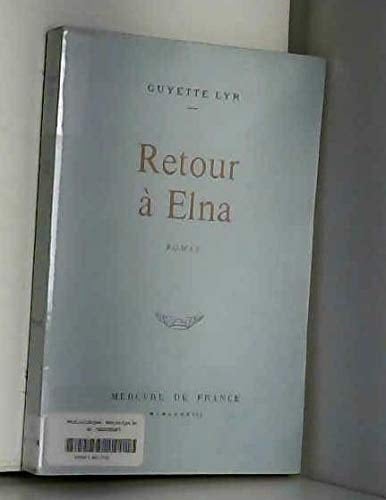 GUYETTE LYR
Retour
à Elna
ROMAN
MERCURE DE FRANCE